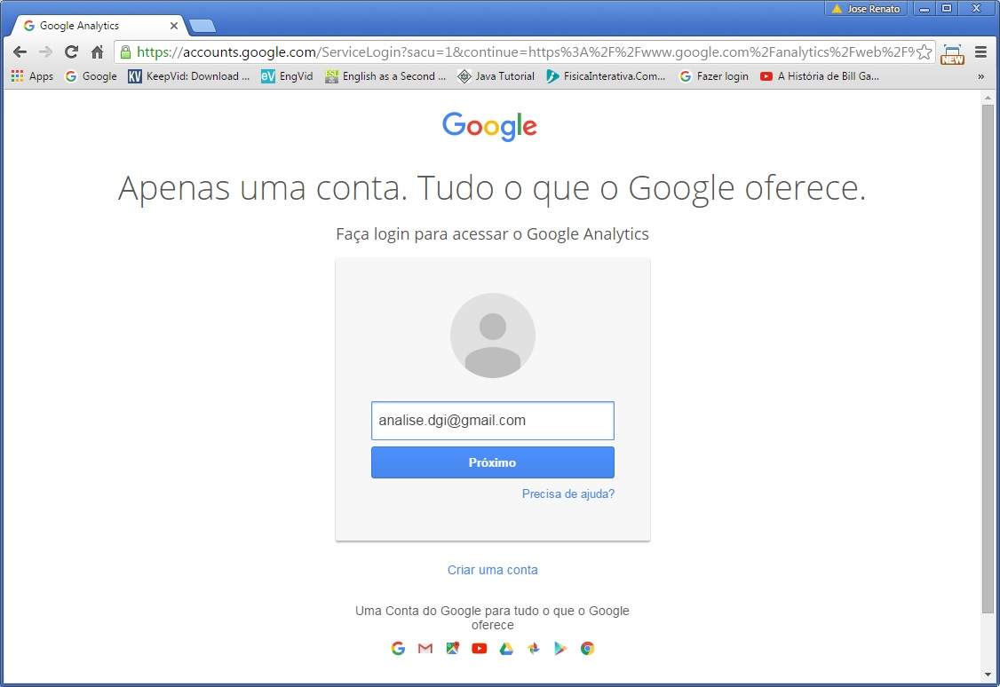 Jose Renato
Google Analytics
https://accounts.google.com/ServiceLogin?sacu=1&continue=https%3A%2F%2Fwww.google.com%2Fanalytics%2Fweb%2F%
NEW
Apps Google KV KeepVid: Download ... eV EngVid ESL English as a Second ... Java Tutorial FisicaInterativa.Com... Fazer login A História de Bill Ga... »
Google
Apenas uma conta. Tudo o que o Google oferece.
Faça login para acessar o Google Analytics
analise.dgi@gmail.com
Próximo
Precisa de ajuda?
Criar uma conta
Uma Conta do Google para tudo o que o Google
oferece